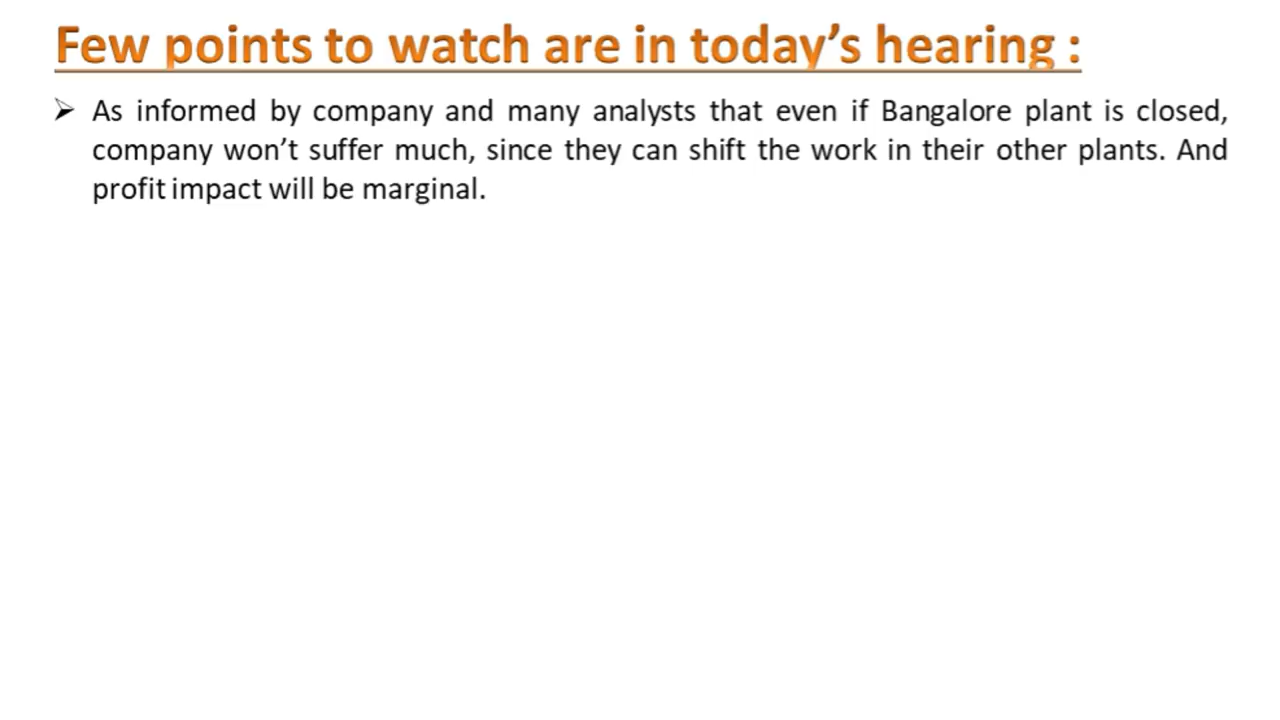 Few points to watch are in today’s hearing :
➢ As informed by company and many analysts that even if Bangalore plant is closed,
company won’t suffer much, since they can shift the work in their other plants. And
profit impact will be marginal.